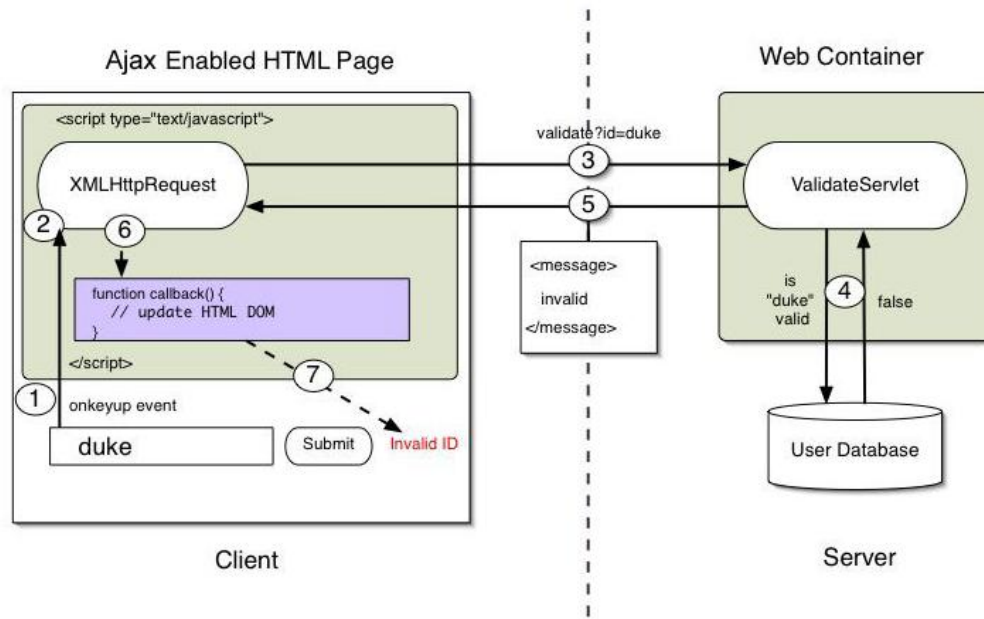 Ajax Enabled HTML Page
Web Container
<script type="text/javascript">
validate?id=duke
3
XMLHttpRequest
ValidateServlet
5
2
6
<message>
invalid
</message>
is
"duke"
valid
4
false
function callback() {
// update HTML DOM
}
</script>
7
1
onkeyup event
duke
Submit
Invalid ID
User Database
Client
Server